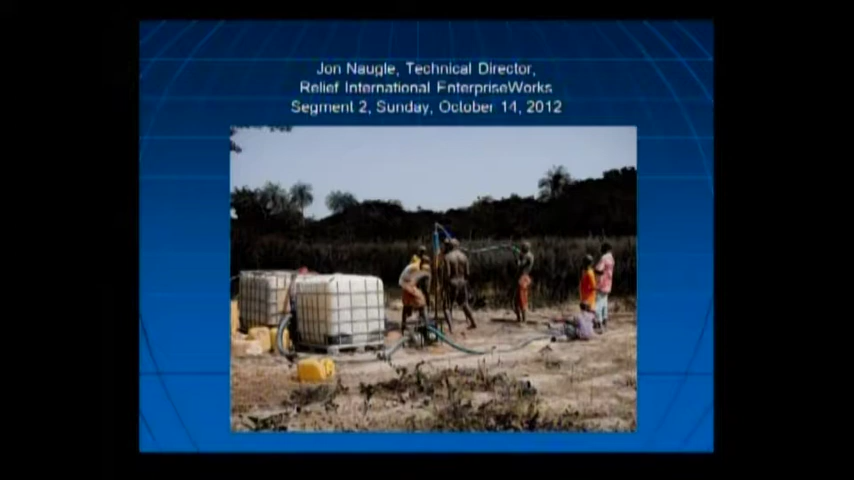 Jon Naugle, Technical Director,
Relief International EnterpriseWorks
Segment 2, Sunday, October 14, 2012